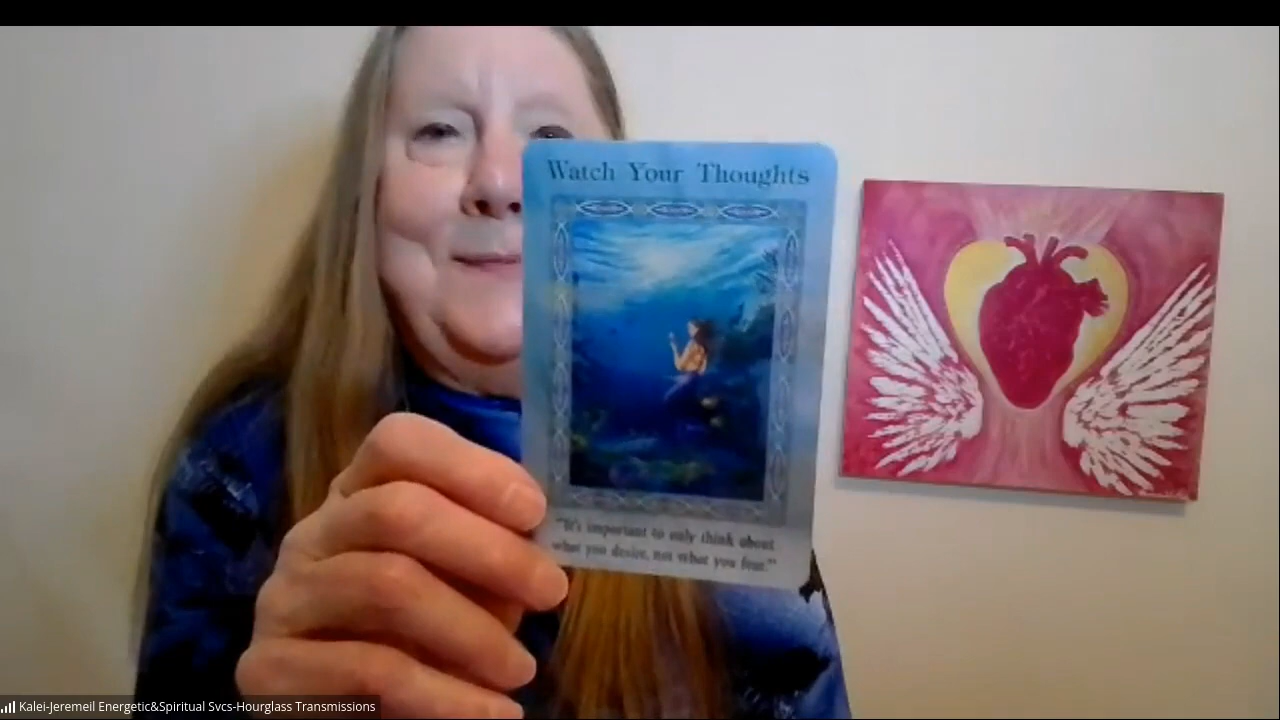 Watch Your Thoughts
"It's important to only think about
what you desire, not what you fear."
Kalei-Jeremeil Energetic&Spiritual Svcs-Hourglass Transmissions